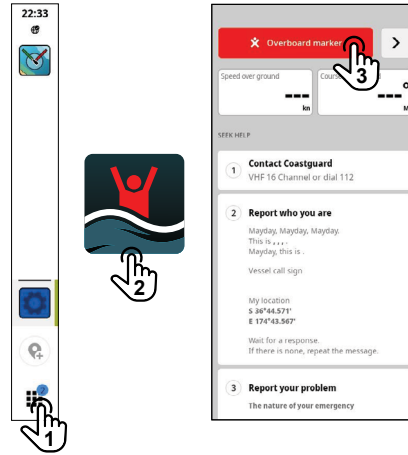 22:33
7
1
2
Overboard marker
3
Speed over ground
---
kn
---
SEEK HELP
1 Contact Coastguard
VHF 16 Channel or dial 112
2 Report who you are
Mayday, Mayday, Mayday.
This is , , , .
Mayday, this is .
Vessel call sign
My location
S 36°44.571'
E 174°43.567'
Wait for a response.
If there is none, repeat the message.
3 Report your problem
The nature of your emergency